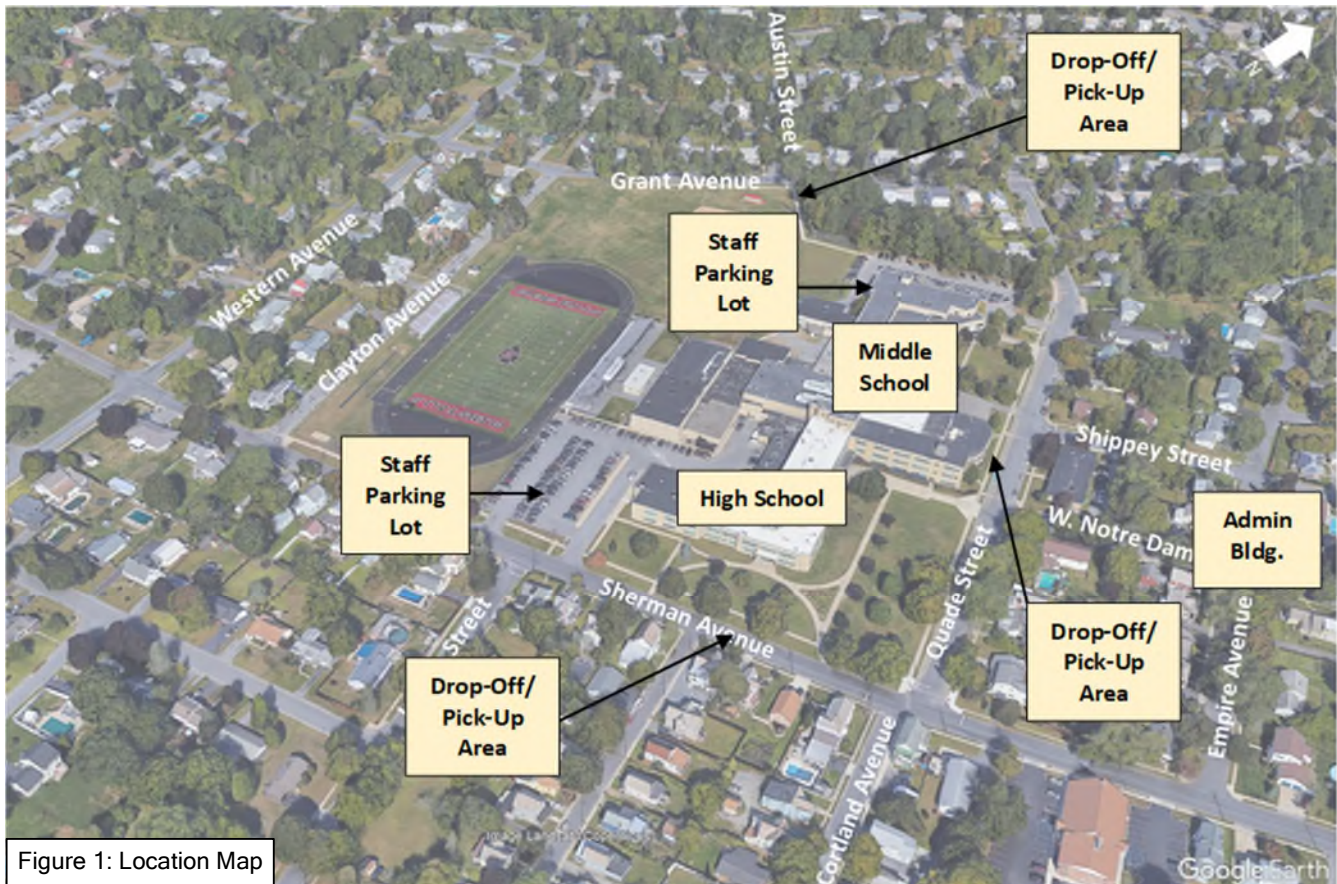 Austin Street
N
Drop-Off/
Pick-Up
Area
Grant Avenue
Staff
Parking
Lot
Western Avenue
Clayton Avenue
Middle
School
Shippey Street
Staff
Parking
Lot
High School
W. Notre Dam
Admin
Bldg.
Sherman Avenue
Quade Street
Street
Drop-Off/
Pick-Up
Area
Drop-Off/
Pick-Up
Area
Empire Avenue
Cortland Avenue
Figure 1: Location Map
Google Earth